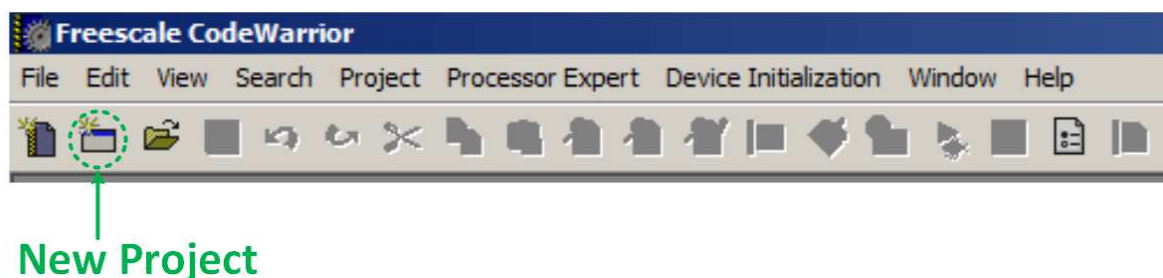 Freescale CodeWarrior
File Edit View Search Project Processor Expert Device Initialization Window Help
New Project